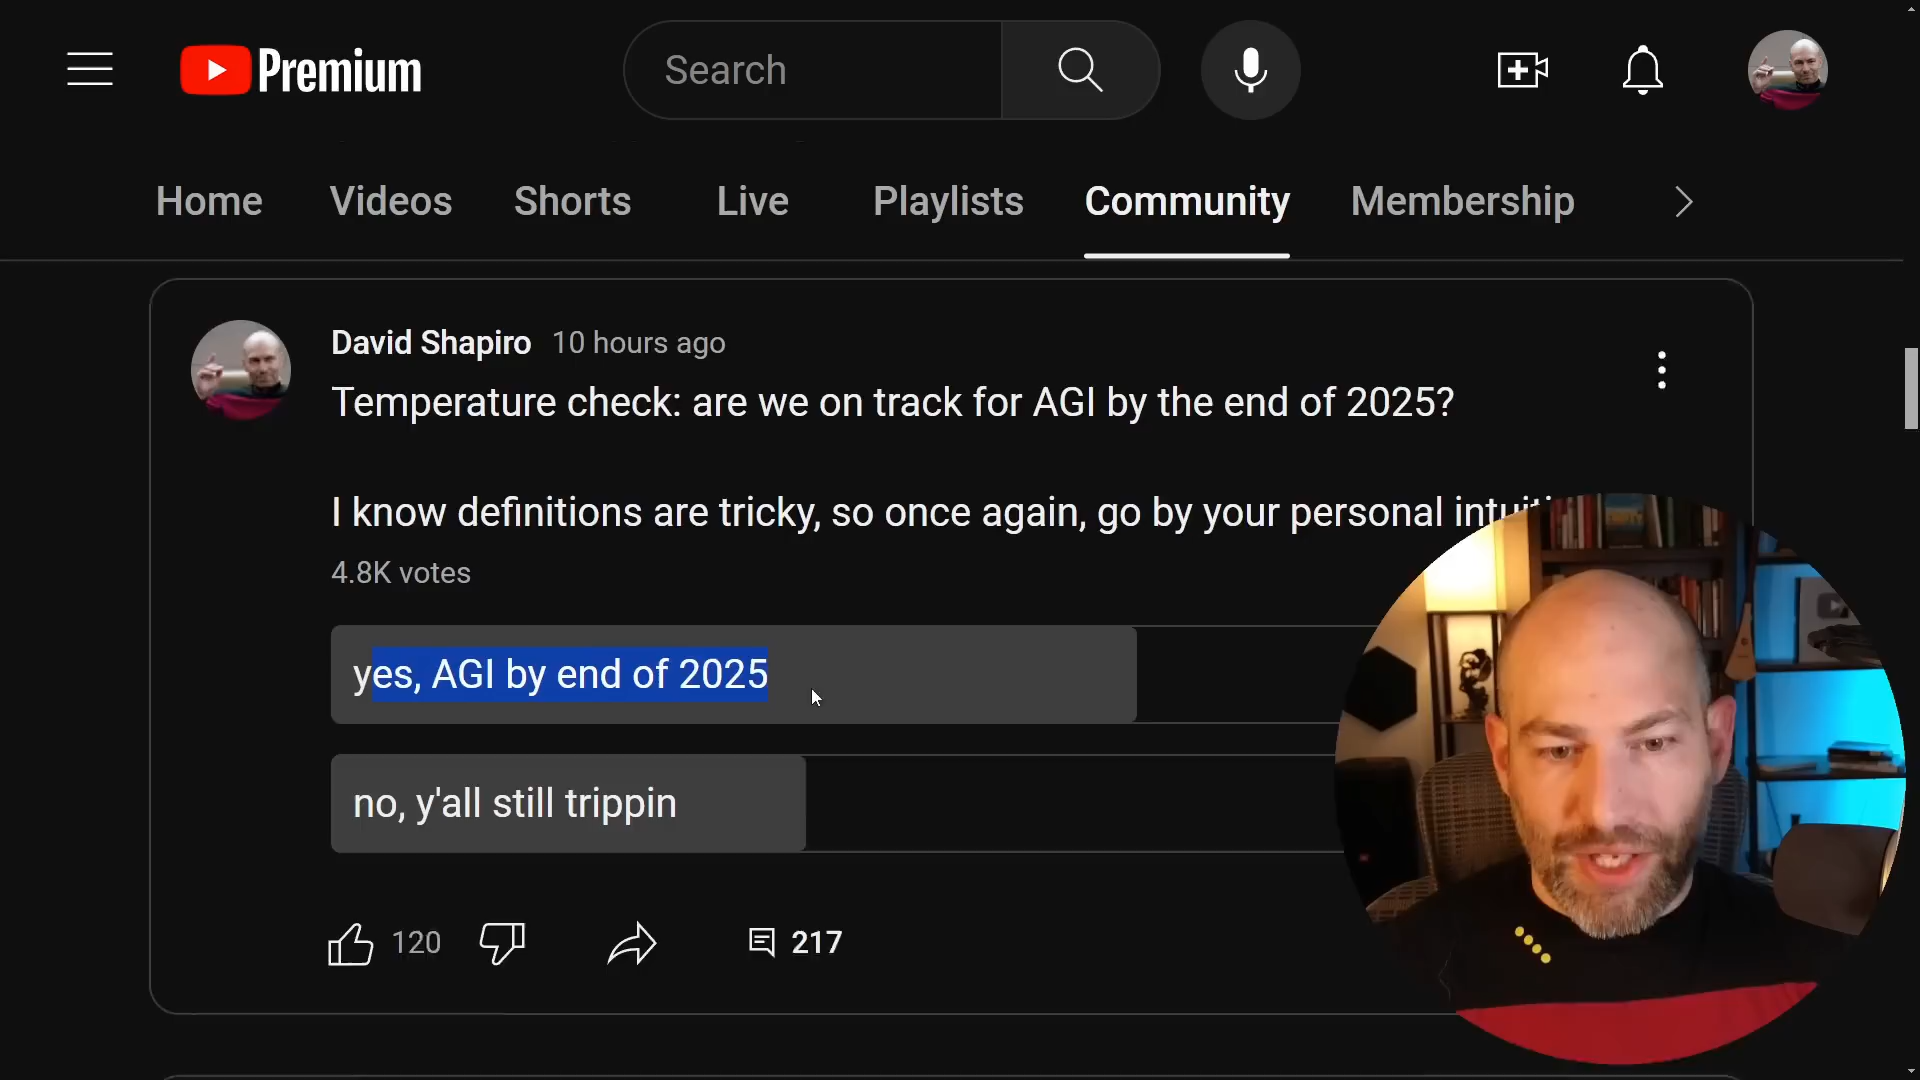 Premium
Search
Home Videos Shorts Live Playlists Community Membership
David Shapiro 10 hours ago
Temperature check: are we on track for AGI by the end of 2025?
I know definitions are tricky, so once again, go by your personal
4.8K votes
yes, AGI by end of 2025
no, y'all still trippin
120 217